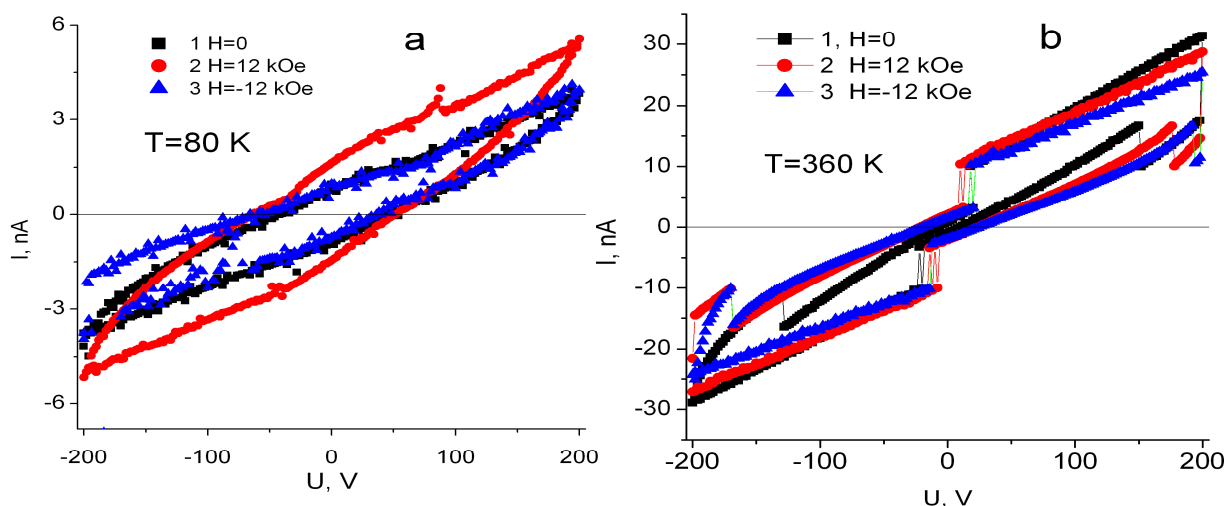 a
1 H=0
2 H=12 kOe
3 H=-12 kOe
T=80 K
I, nA
6
3
0
-3
-6
-200 -100 0 100 200
U, V
b
1, H=0
2 H=12 kOe
3 H=-12 kOe
T=360 K
I, nA
30
20
10
0
-10
-20
-30
-200 -100 0 100 200
U, V